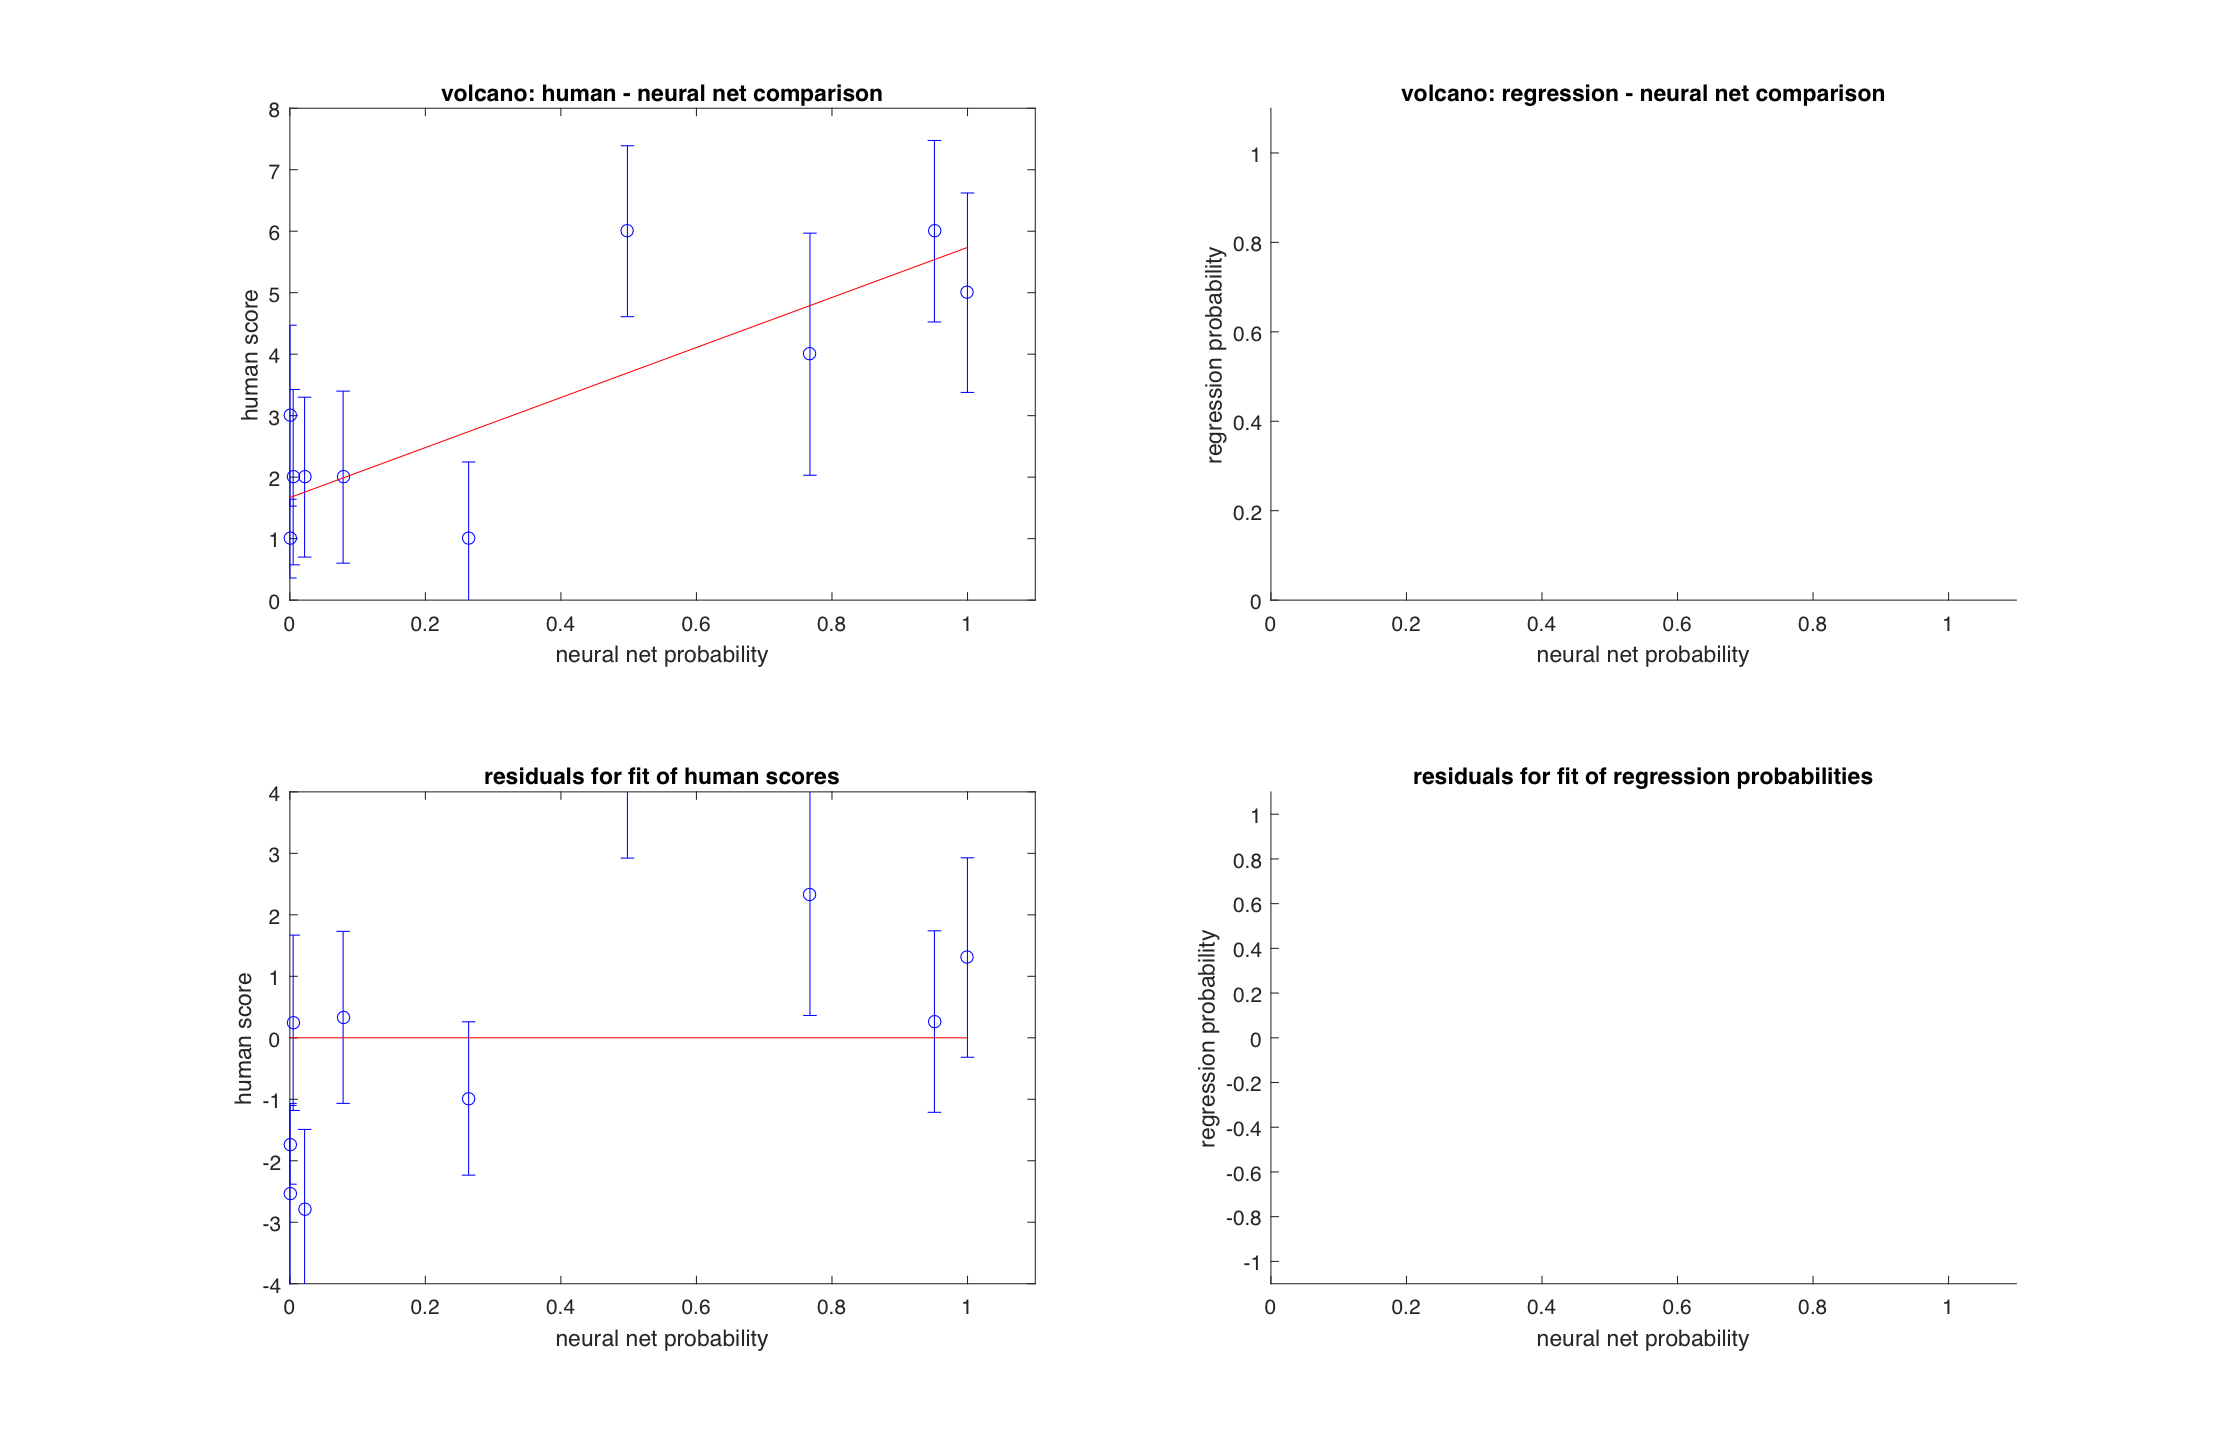 volcano: human - neural net comparison
8
7
6
5
4
3
2
1
0
human score
0 0.2 0.4 0.6 0.8 1
neural net probability
volcano: regression - neural net comparison
1
0.8
0.6
0.4
0.2
0
regression probability
0 0.2 0.4 0.6 0.8 1
neural net probability
residuals for fit of human scores
4
3
2
1
0
-1
-2
-3
-4
human score
0 0.2 0.4 0.6 0.8 1
neural net probability
residuals for fit of regression probabilities
1
0.8
0.6
0.4
0.2
0
-0.2
-0.4
-0.6
-0.8
-1
regression probability
0 0.2 0.4 0.6 0.8 1
neural net probability